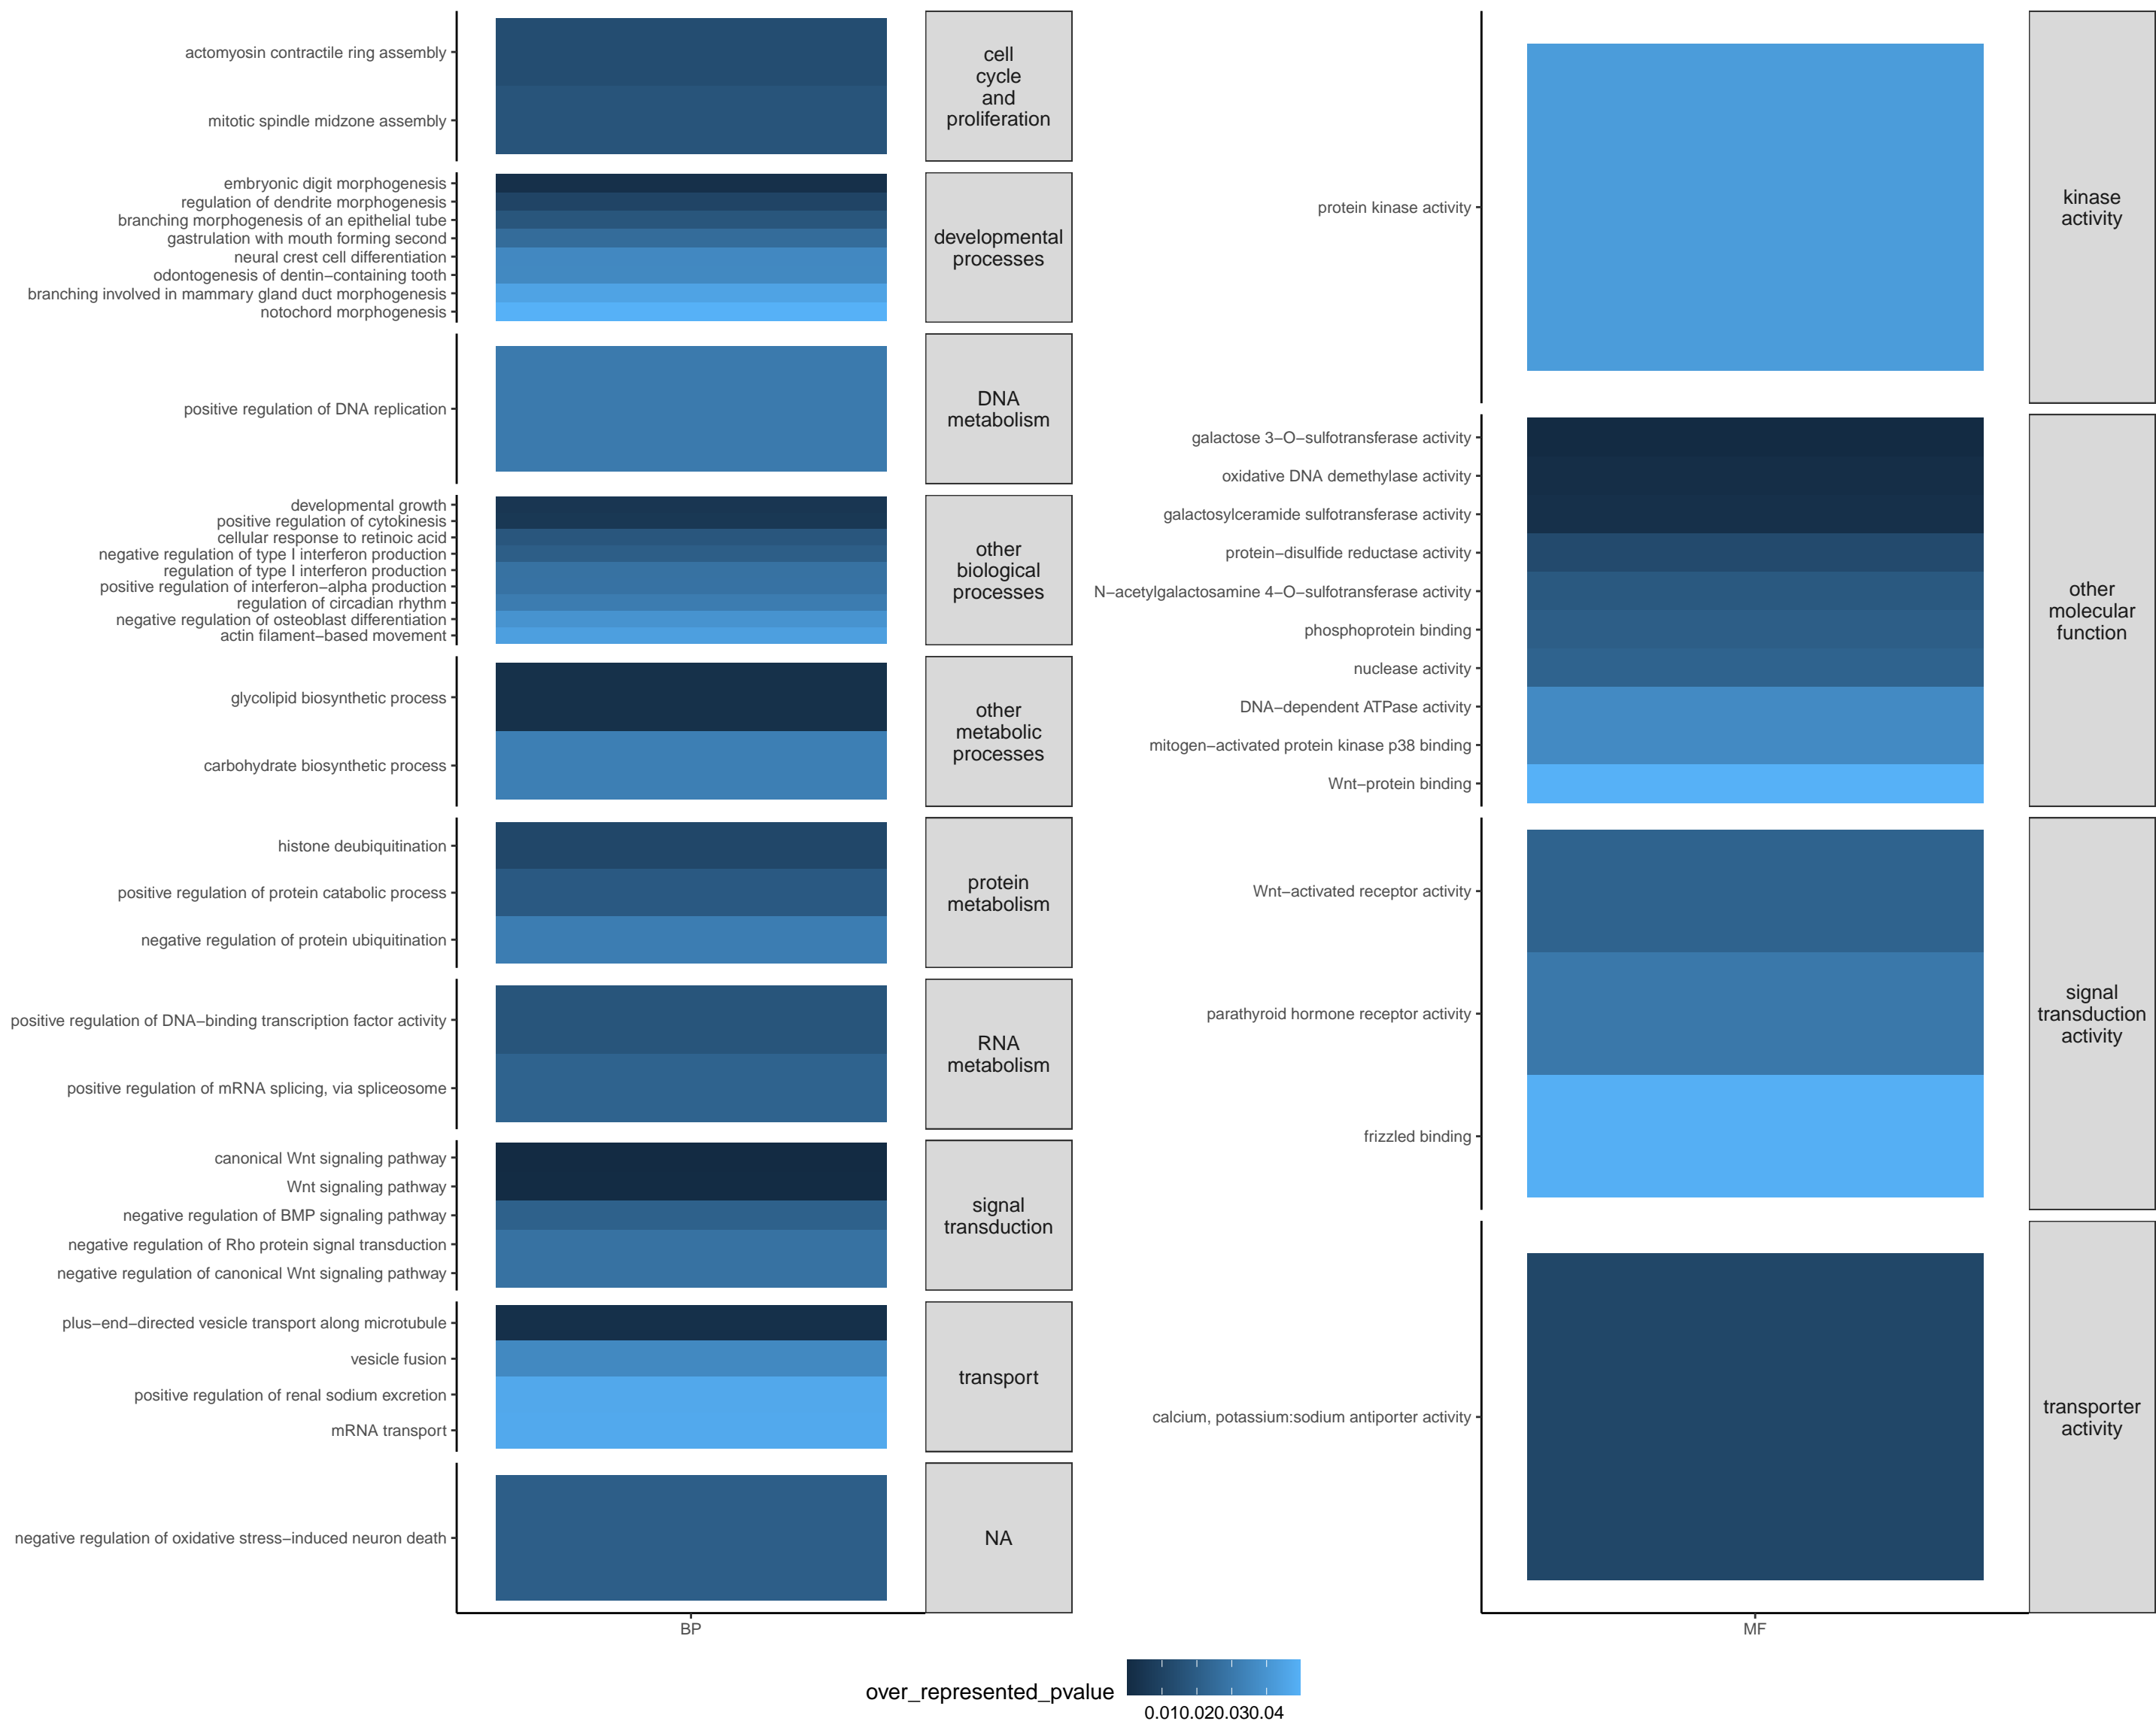 actomyosin contractile ring assembly
mitotic spindle midzone assembly
cell
cycle
and
proliferation
embryonic digit morphogenesis
regulation of dendrite morphogenesis
branching morphogenesis of an epithelial tube
gastrulation with mouth forming second
neural crest cell differentiation
odontogenesis of dentin−containing tooth
branching involved in mammary gland duct morphogenesis
notochord morphogenesis
developmental
processes
positive regulation of DNA replication
DNA
metabolism
developmental growth
positive regulation of cytokinesis
cellular response to retinoic acid
negative regulation of type I interferon production
regulation of type I interferon production
positive regulation of interferon−alpha production
regulation of circadian rhythm
negative regulation of osteoblast differentiation
actin filament−based movement
other
biological
processes
glycolipid biosynthetic process
carbohydrate biosynthetic process
other
metabolic
processes
histone deubiquitination
positive regulation of protein catabolic process
negative regulation of protein ubiquitination
protein
metabolism
positive regulation of DNA−binding transcription factor activity
positive regulation of mRNA splicing, via spliceosome
RNA
metabolism
canonical Wnt signaling pathway
Wnt signaling pathway
negative regulation of BMP signaling pathway
negative regulation of Rho protein signal transduction
negative regulation of canonical Wnt signaling pathway
signal
transduction
plus−end−directed vesicle transport along microtubule
vesicle fusion
positive regulation of renal sodium excretion
mRNA transport
transport
negative regulation of oxidative stress−induced neuron death
NA
BP
protein kinase activity
kinase
activity
galactose 3−O−sulfotransferase activity
oxidative DNA demethylase activity
galactosylceramide sulfotransferase activity
protein−disulfide reductase activity
N−acetylgalactosamine 4−O−sulfotransferase activity
phosphoprotein binding
nuclease activity
DNA−dependent ATPase activity
mitogen−activated protein kinase p38 binding
Wnt−protein binding
other
molecular
function
Wnt−activated receptor activity
parathyroid hormone receptor activity
frizzled binding
signal
transduction
activity
calcium, potassium:sodium antiporter activity
transporter
activity
MF
over_represented_pvalue
0.010.020.030.04